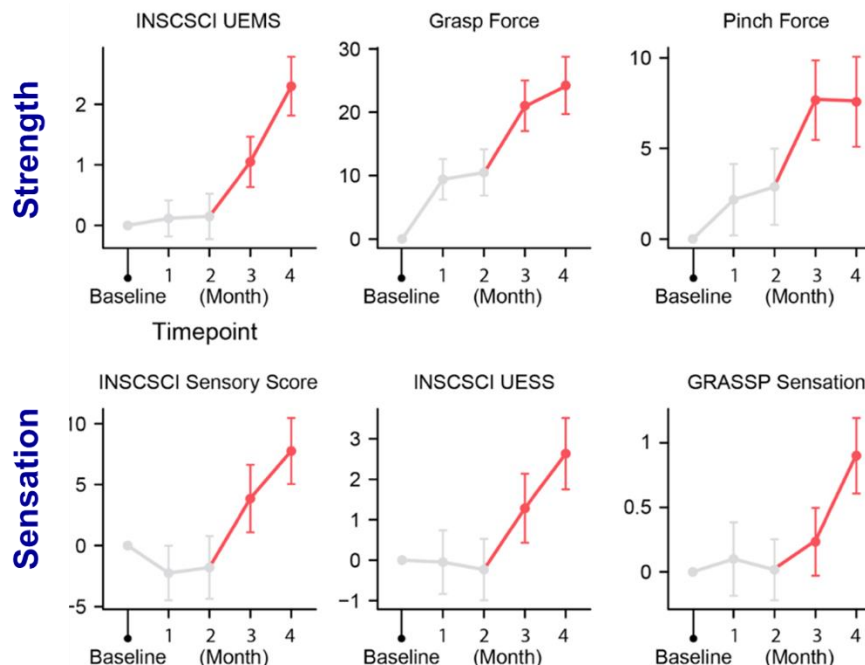 Strength
INSCSCI UEMS
2
1
0
1 2 3 4
Baseline (Month)
Timepoint
Grasp Force
30
20
10
0
1 2 3 4
Baseline (Month)
Pinch Force
10
5
0
1 2 3 4
Baseline (Month)
Sensation
INSCSCI Sensory Score
10
5
0
-5
1 2 3 4
Baseline (Month)
INSCSCI UESS
3
2
1
0
−1
1 2 3 4
Baseline (Month)
GRASSP Sensation
1
0.5
0
1 2 3 4
Baseline (Month)